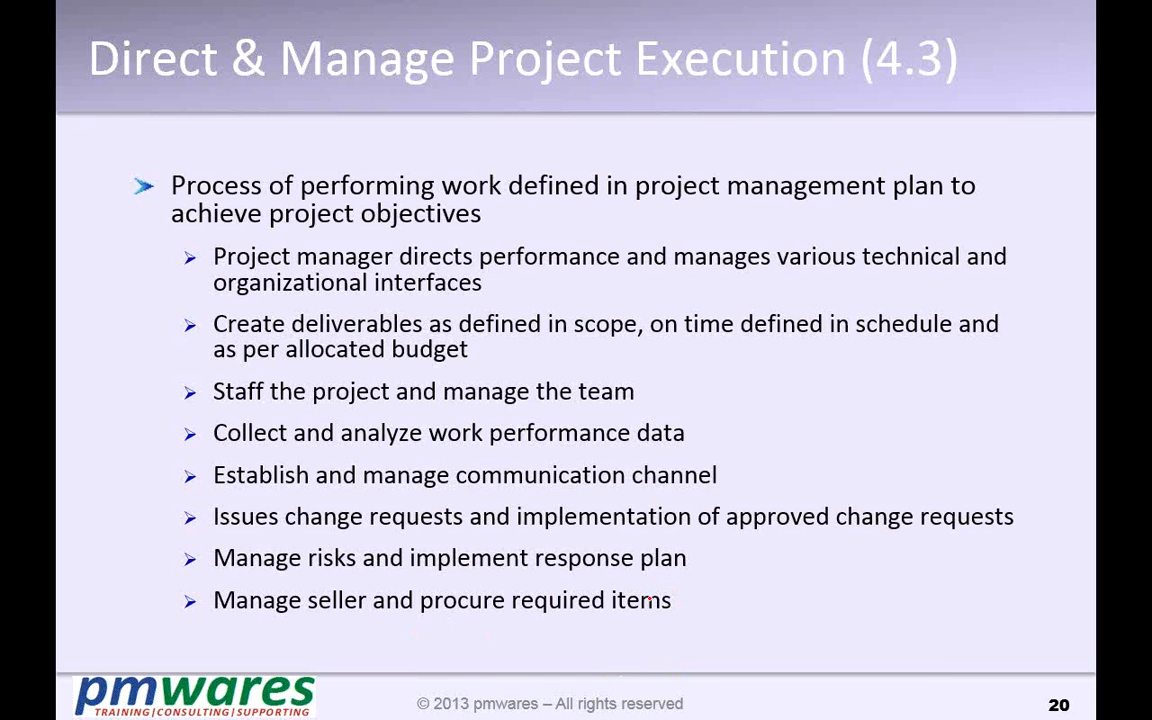 Direct & Manage Project Execution (4.3)
Process of performing work defined in project management plan to
achieve project objectives
Project manager directs performance and manages various technical and
organizational interfaces
Create deliverables as defined in scope, on time defined in schedule and
as per allocated budget
Staff the project and manage the team
Collect and analyze work performance data
Establish and manage communication channel
Issues change requests and implementation of approved change requests
Manage risks and implement response plan
Manage seller and procure required items
pmwares
TRAINING|CONSULTING|SUPPORTING
© 2013 pmwares – All rights reserved
20